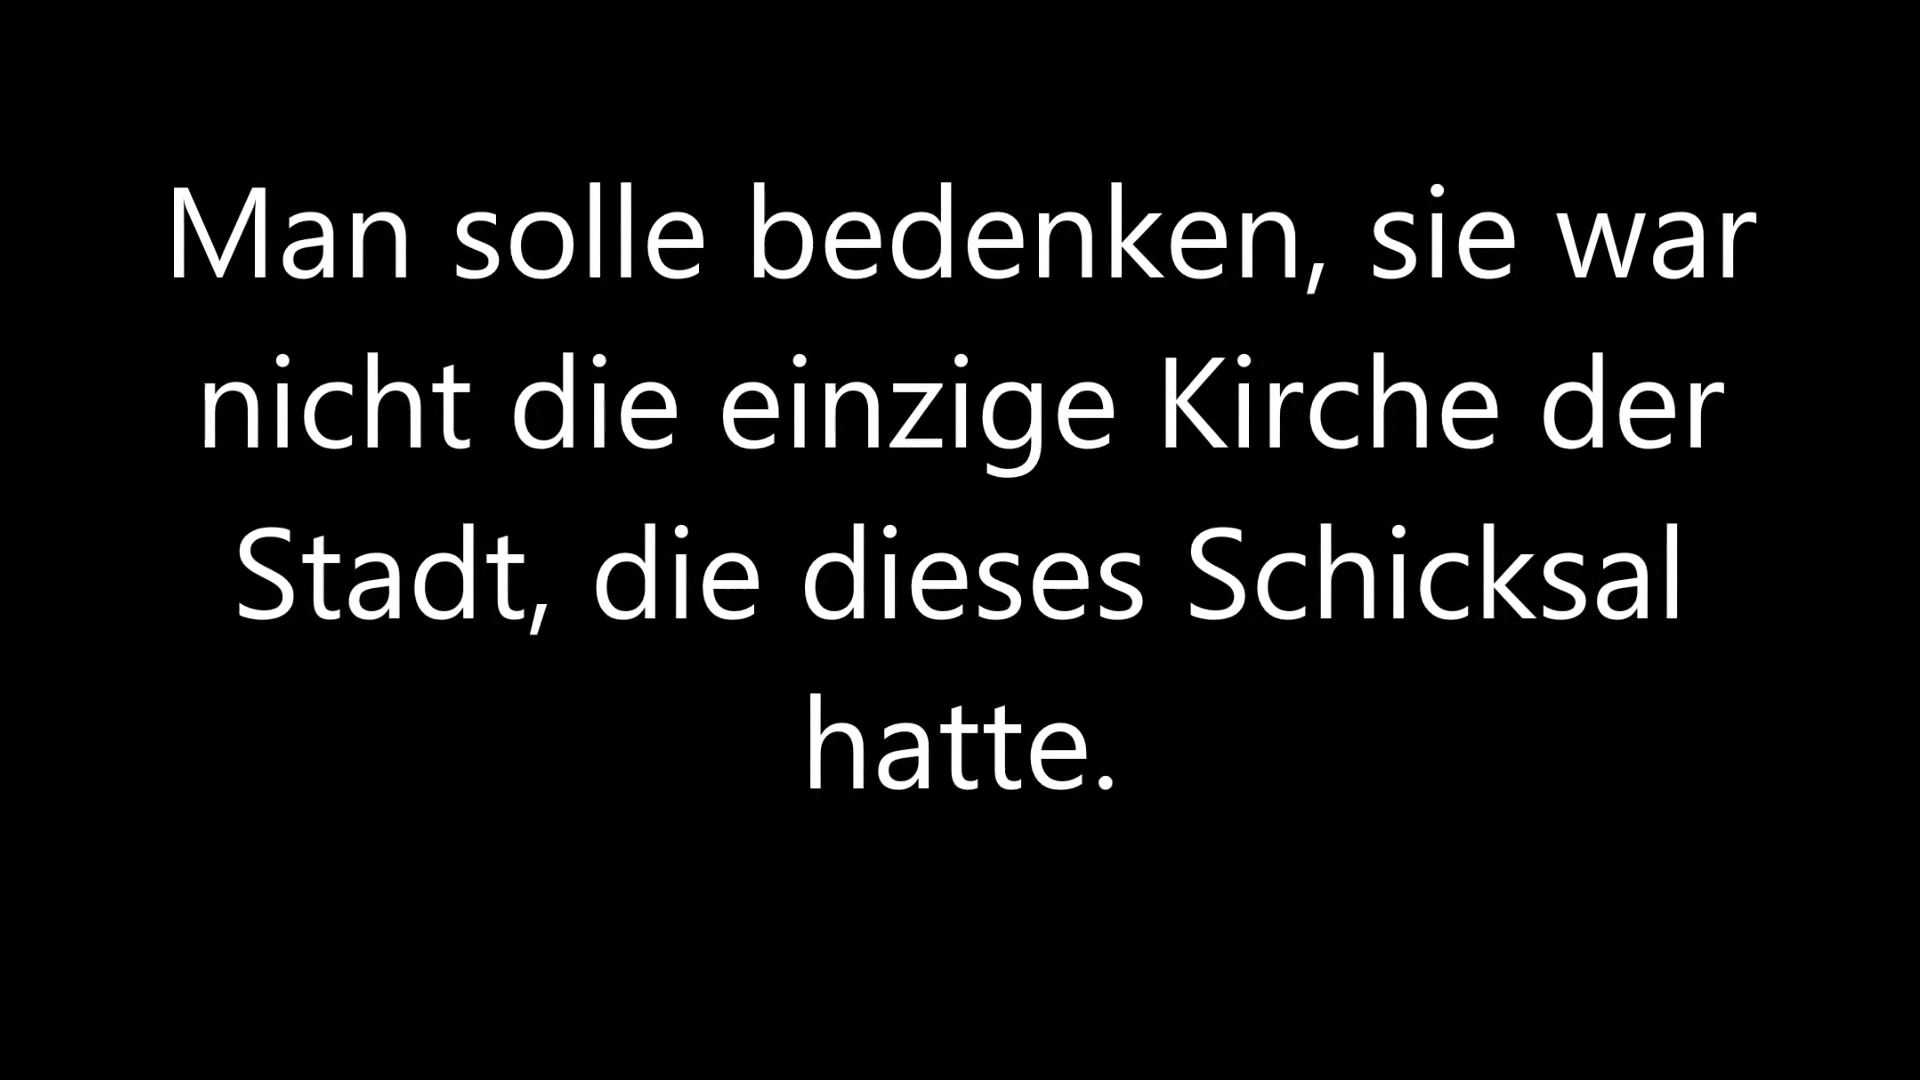 Man solle bedenken, sie war
nicht die einzige Kirche der
Stadt, die dieses Schicksal
hatte.